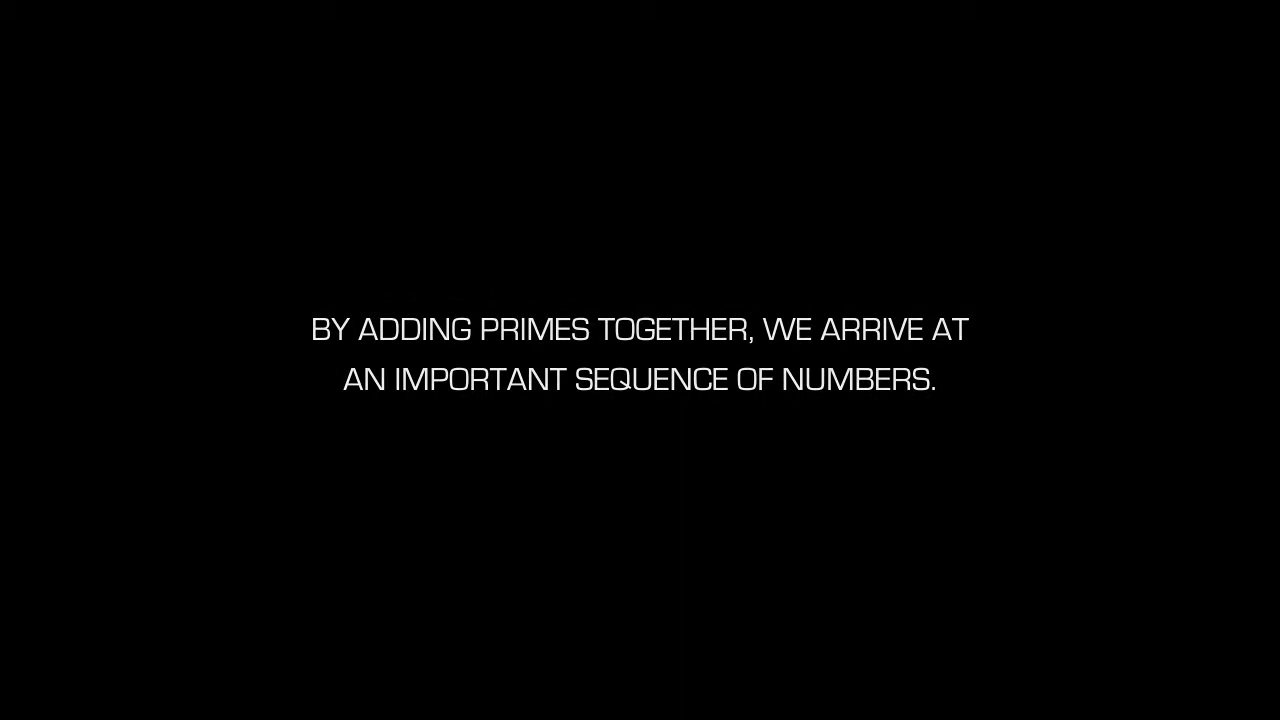 BY ADDING PRIMES TOGETHER, WE ARRIVE AT
AN IMPORTANT SEQUENCE OF NUMBERS.